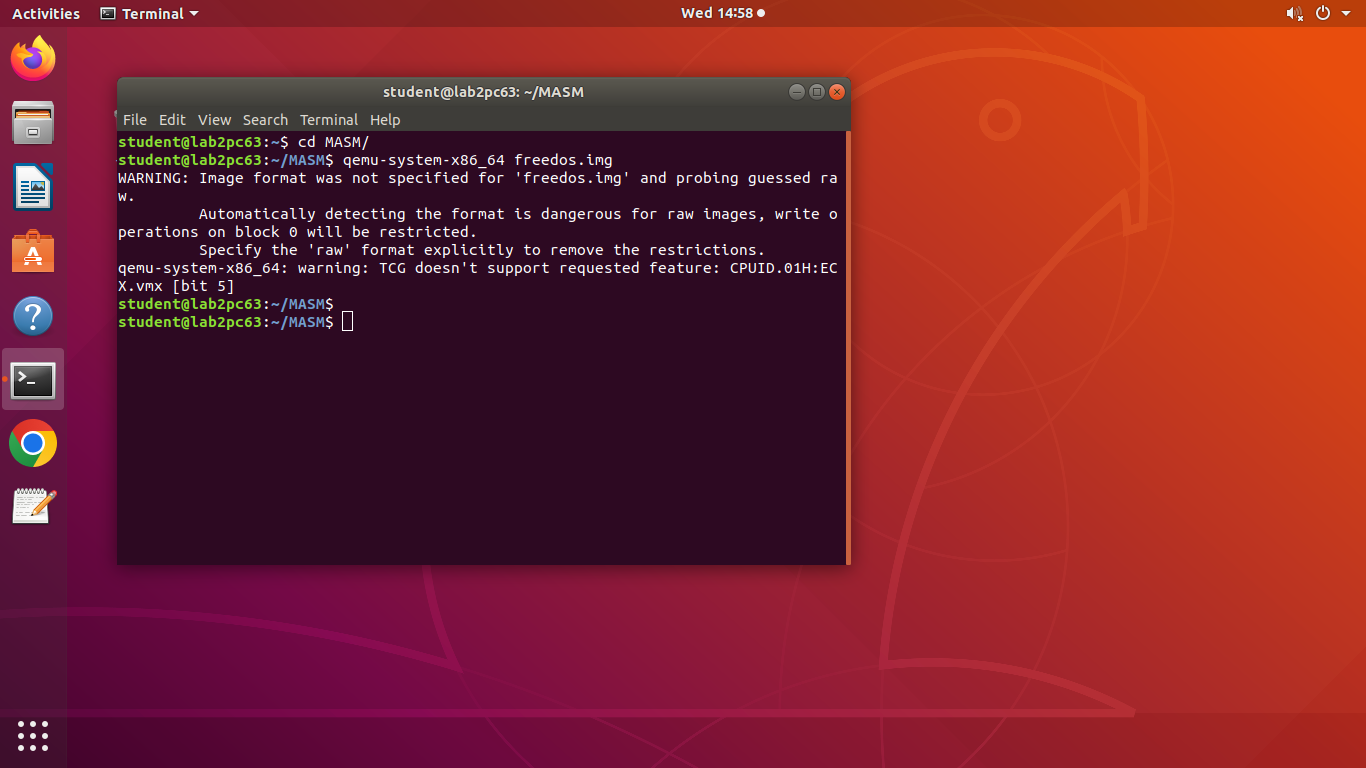 Activities Terminal Wed 14:58
student@lab2pc63: ~/MASM
File Edit View Search Terminal Help
student@lab2pc63:~$ cd MASM/
student@lab2pc63:~/MASM$ qemu-system-x86_64 freedos.img
WARNING: Image format was not specified for 'freedos.img' and probing guessed ra
w.
Automatically detecting the format is dangerous for raw images, write o
perations on block 0 will be restricted.
Specify the 'raw' format explicitly to remove the restrictions.
qemu-system-x86_64: warning: TCG doesn't support requested feature: CPUID.01H:EC
X.vmx [bit 5]
student@lab2pc63:~/MASM$
student@lab2pc63:~/MASM$